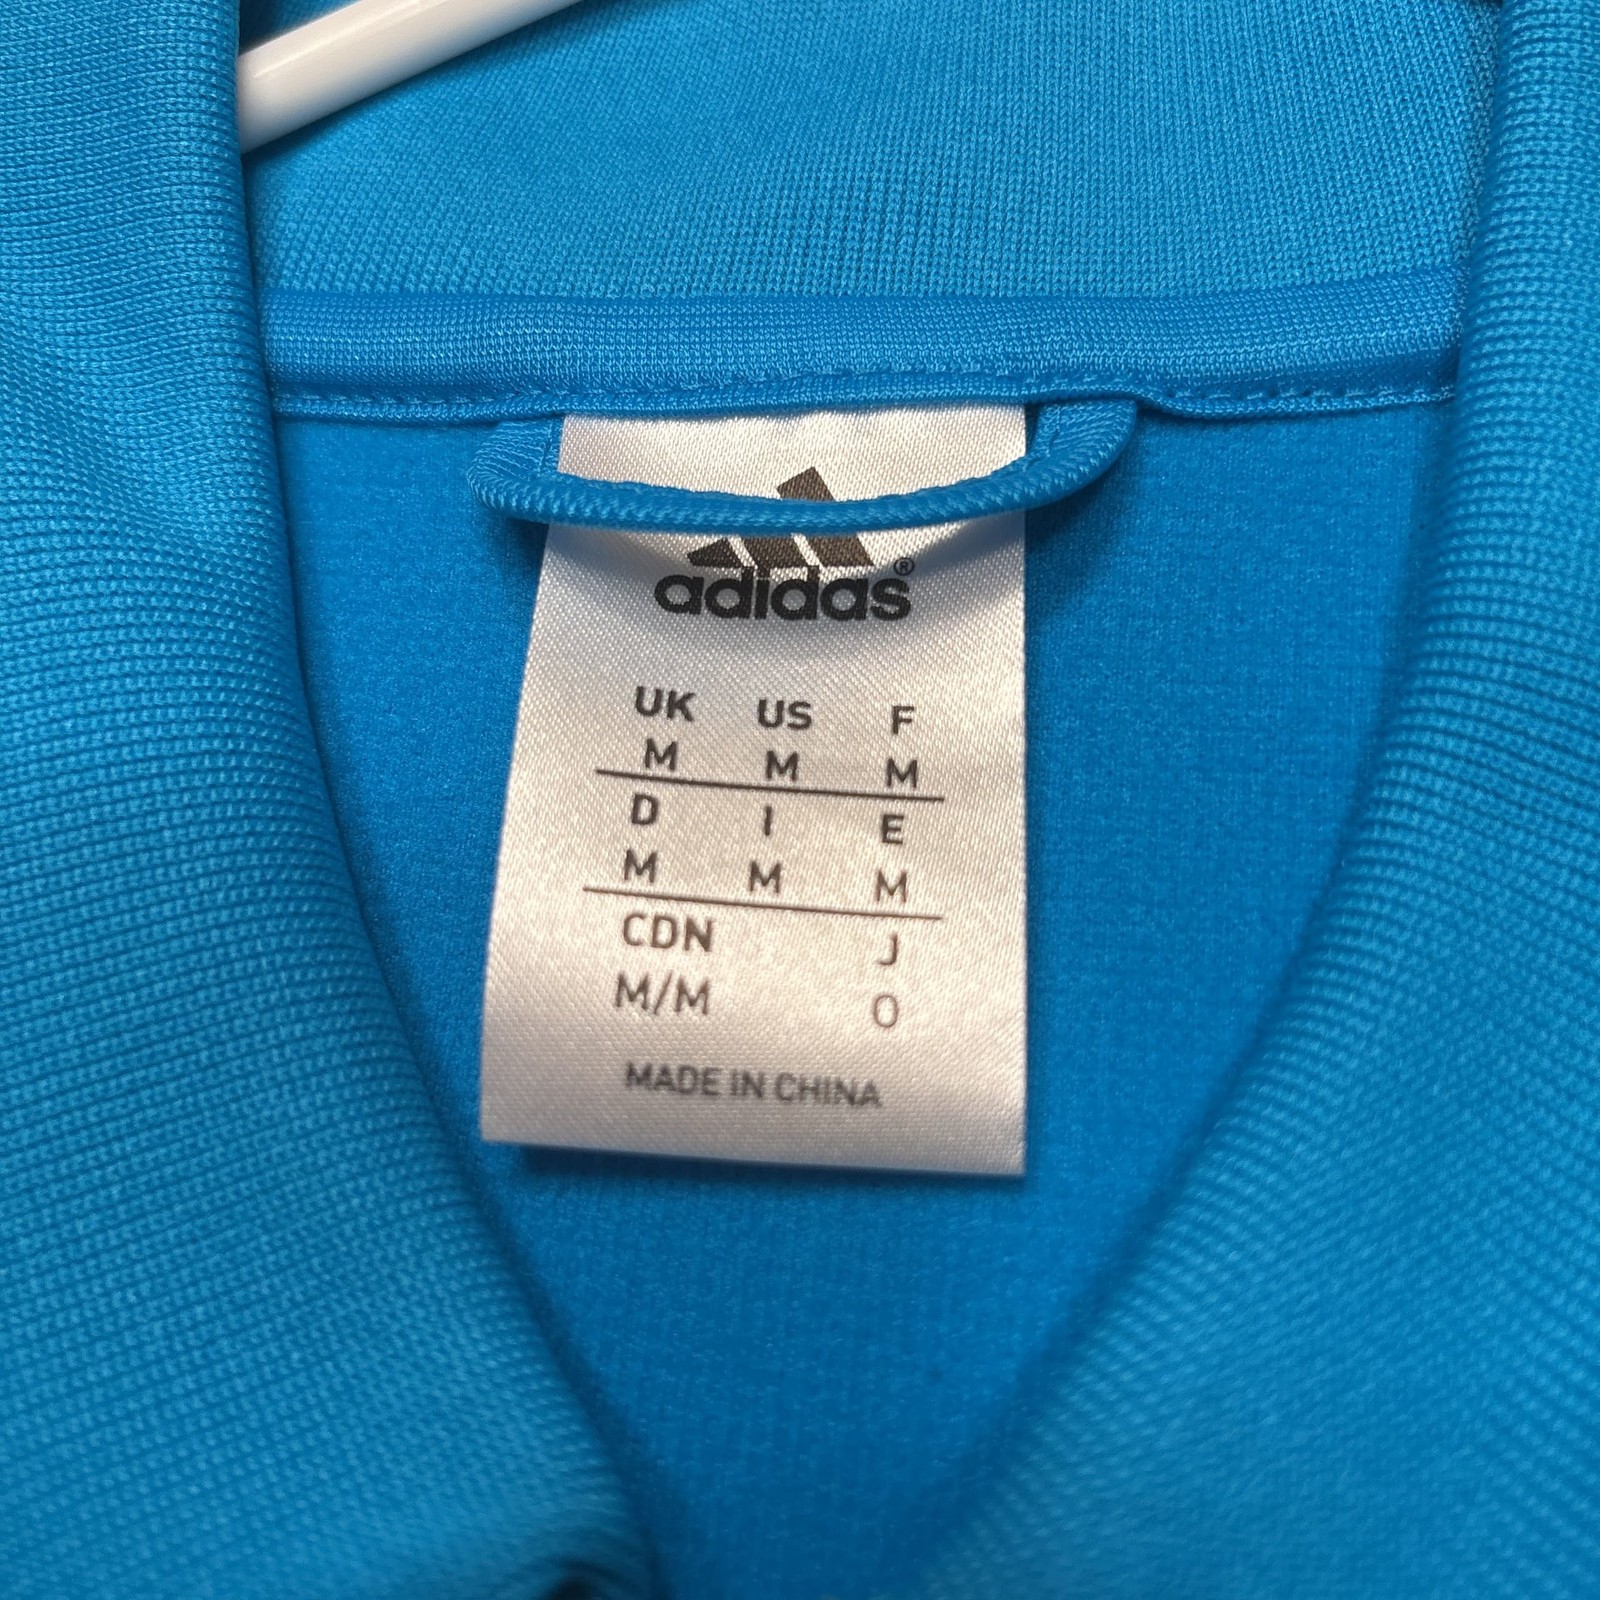 adidas®
UK US F
M M M
D I E
M M M
CDN J
M/M O
MADE IN CHINA